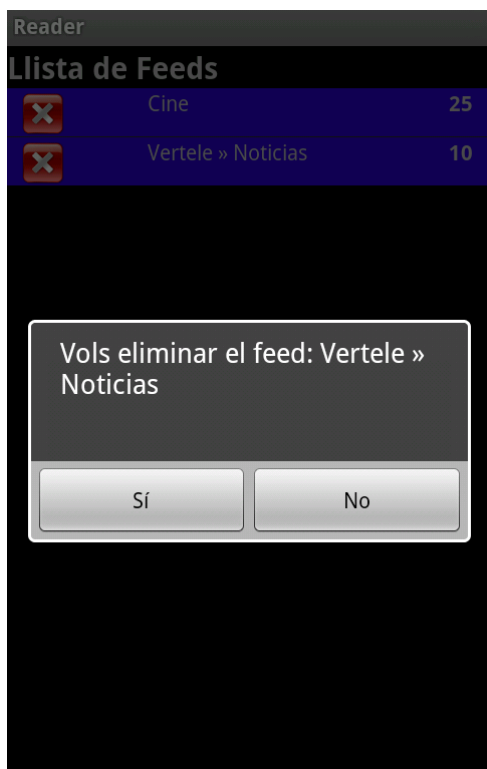 Reader
Llista de Feeds
Cine 25
Vertele » Noticias 10
Vols eliminar el feed: Vertele »
Noticias
Sí No